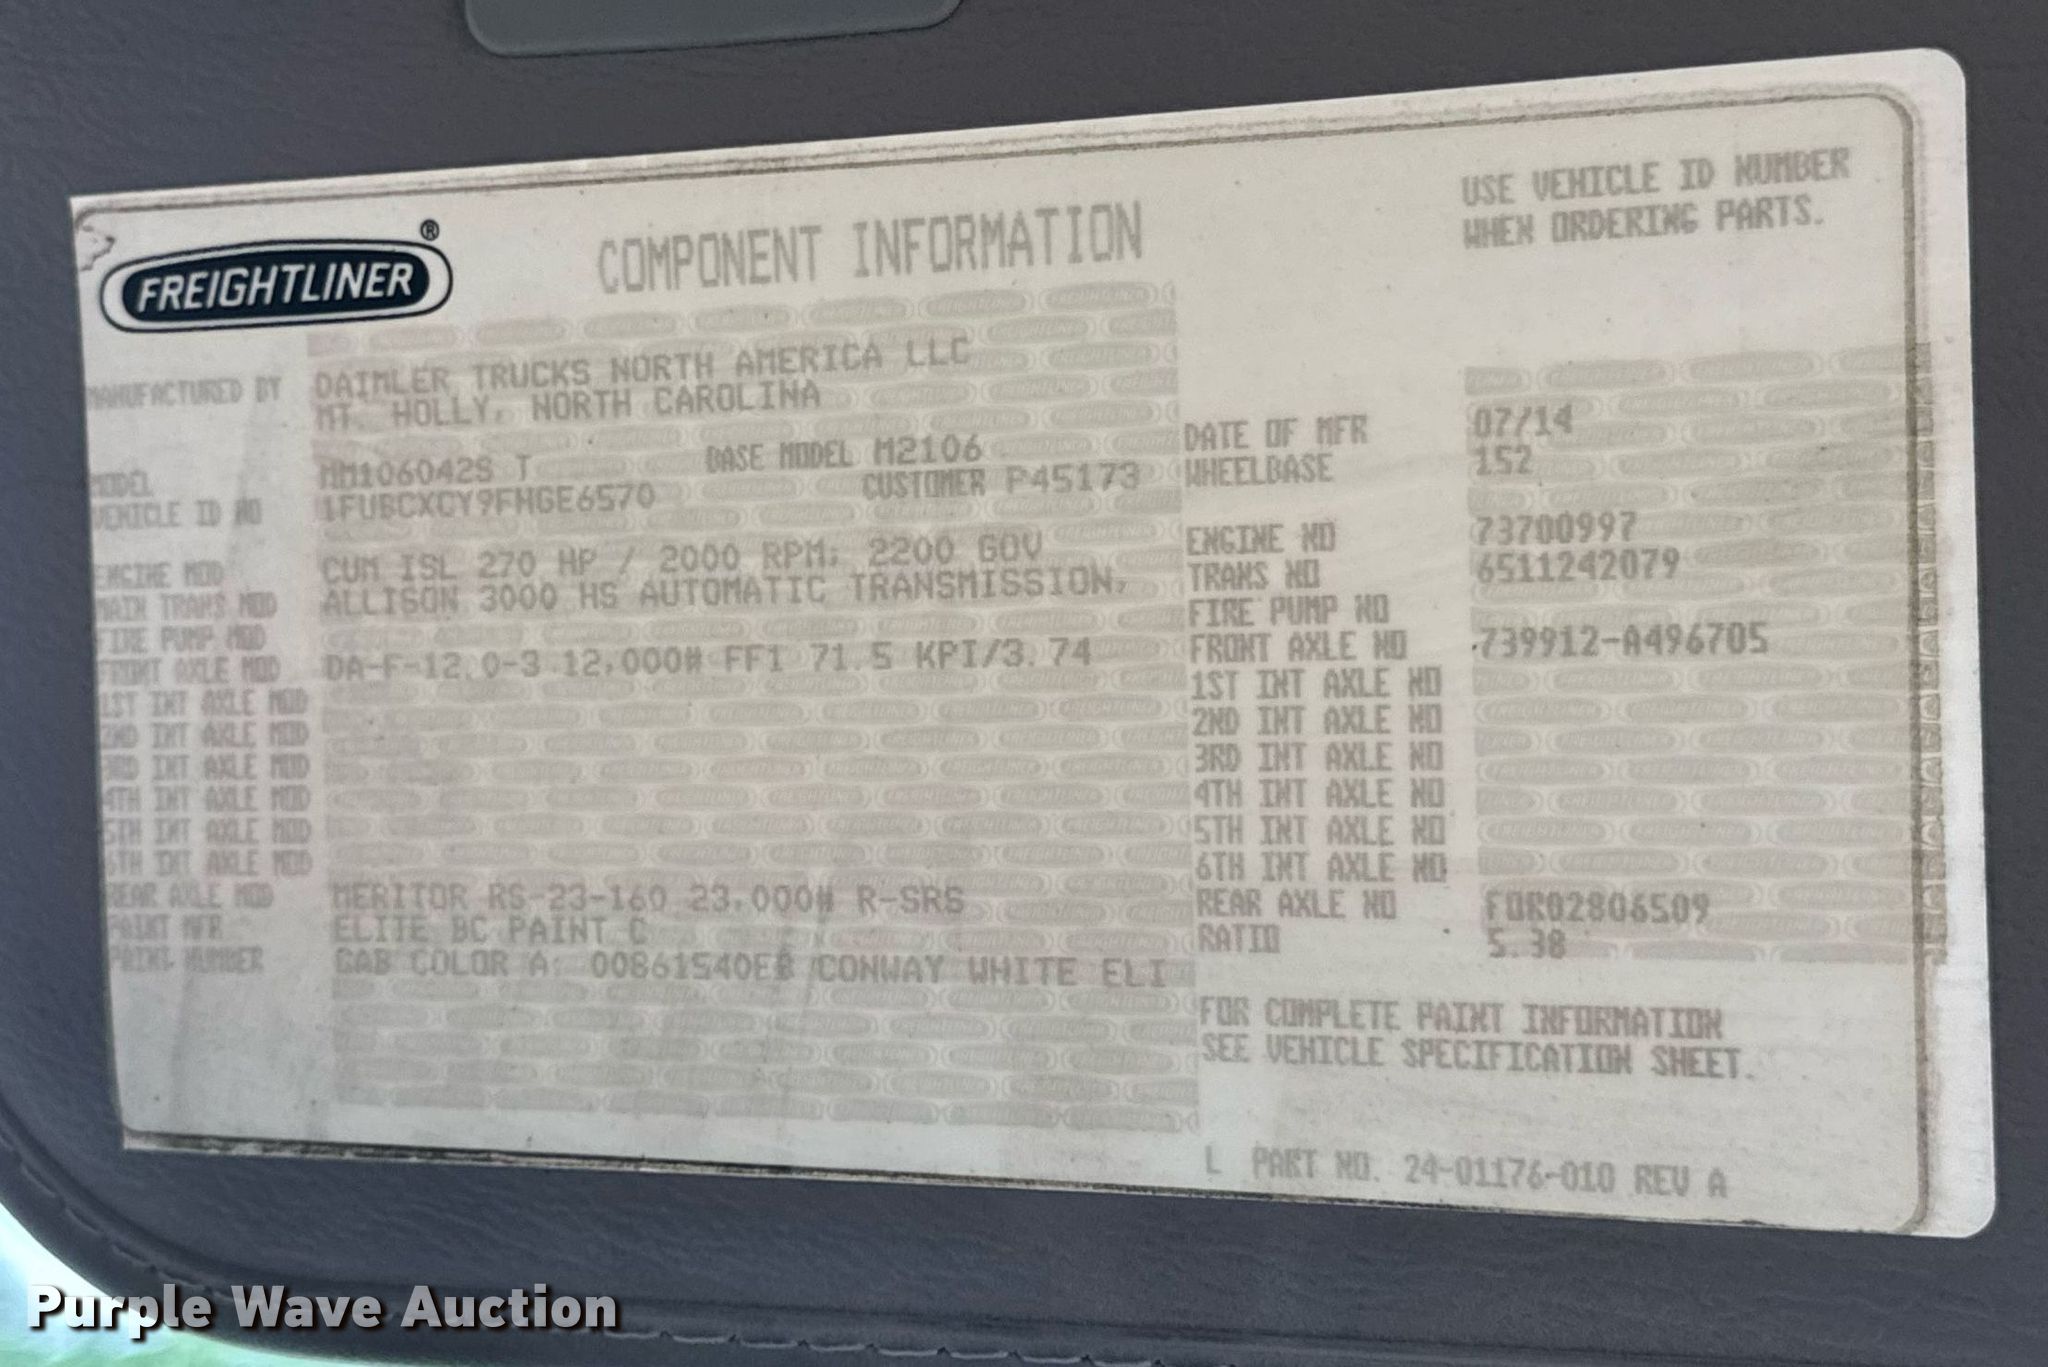 FREIGHTLINER®
COMPONENT INFORMATION
USE VEHICLE ID NUMBER
WHEN ORDERING PARTS.
MANUFACTURED BY DAIMLER TRUCKS NORTH AMERICA LLC
MT. HOLLY, NORTH CAROLINA
MODEL MM106042S T BASE MODEL M2106
VEHICLE ID NO 1FUBCXCY9FHGE6570 CUSTOMER P45173
ENGINE MOD CUM ISL 270 HP / 2000 RPM; 2200 GOV
MAIN TRANS MOD ALLISON 3000 HS AUTOMATIC TRANSMISSION,
FIRE PUMP MOD
FRONT AXLE MOD DA-F-12.0-3 12,000# FF1 71.5 KPI/3.74
1ST INT AXLE MOD
2ND INT AXLE MOD
3RD INT AXLE MOD
4TH INT AXLE MOD
5TH INT AXLE MOD
6TH INT AXLE MOD
REAR AXLE MOD MERITOR RS-23-160 23,000# R-SRS
PAINT MFR ELITE BC PAINT C
PAINT NUMBER CAB COLOR A: 00861540EB CONWAY WHITE ELI
DATE OF MFR 07/14
WHEELBASE 152
ENGINE NO 73700997
TRANS NO 6511242079
FIRE PUMP NO
FRONT AXLE NO 739912-A496705
1ST INT AXLE NO
2ND INT AXLE NO
3RD INT AXLE NO
4TH INT AXLE NO
5TH INT AXLE NO
6TH INT AXLE NO
REAR AXLE NO F0R02806509
RATIO 5.38
FOR COMPLETE PAINT INFORMATION
SEE VEHICLE SPECIFICATION SHEET.
L PART NO. 24-01176-010 REV A
Purple Wave Auction